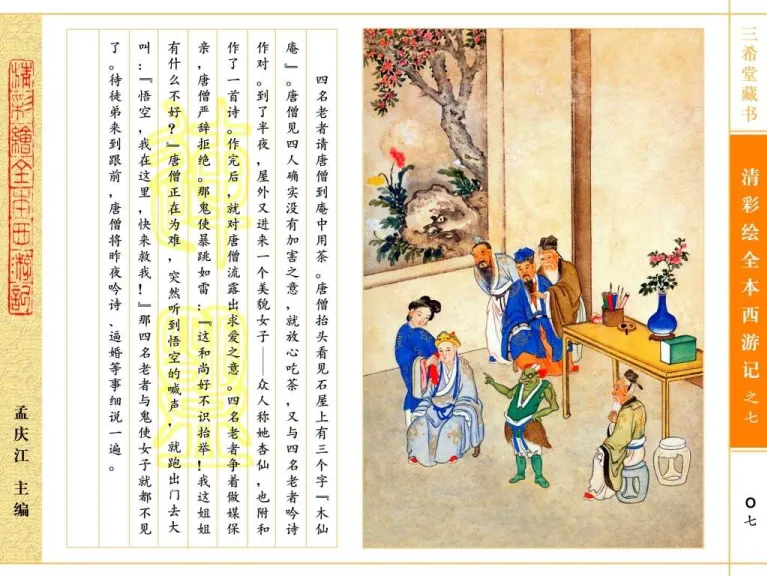 三希堂藏书
清彩绘全本西游记之七
〇七
四名老者请唐僧到庵中用茶。唐僧抬头看见石屋上有三个字『木仙
庵』。唐僧见四人确实没有加害之意，就放心吃茶，又与四名老者吟诗
作对。到了半夜，屋外又进来一个美貌女子——众人称她杏仙，也附和
作了一首诗。作完后，就对唐僧流露出求爱之意。四名老者争着做媒保
亲，唐僧严辞拒绝。那鬼使暴跳如雷：『这和尚好不识抬举！我这姐姐
有什么不好？』唐僧正在为难，突然听到悟空的喊声，一就跑出门去大
叫：『悟空，我在这里，快来救我！』那四名老者与鬼使女子就都不见
了。待徒弟来到跟前，唐僧将昨夜吟诗、逼婚等事细说一遍。
清彩繪全本西游記
孟庆江 主编